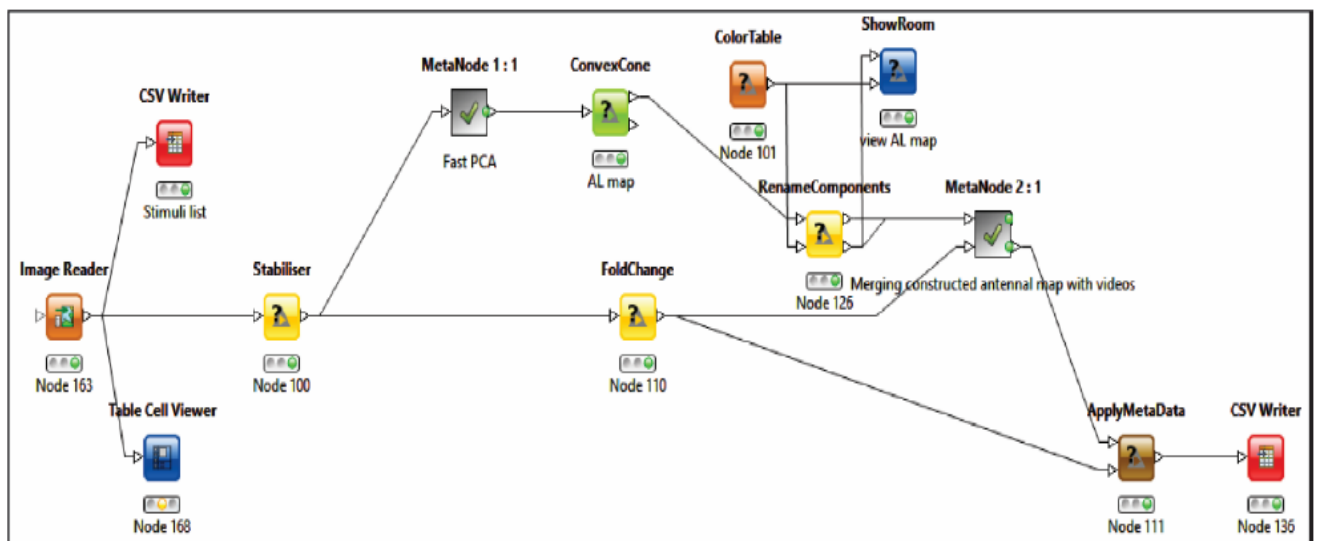 ColorTable
ShowRoom
MetaNode 1 : 1
ConvexCone
CSV Writer
Node 101
view AL map
Fast PCA
AL map
RenameComponents
MetaNode 2 : 1
Stimuli list
Image Reader
Stabiliser
FoldChange
Node 126
Merging constructed antennal map with videos
Node 163
Node 100
Node 110
Table Cell Viewer
ApplyMetaData
CSV Writer
Node 168
Node 111
Node 136